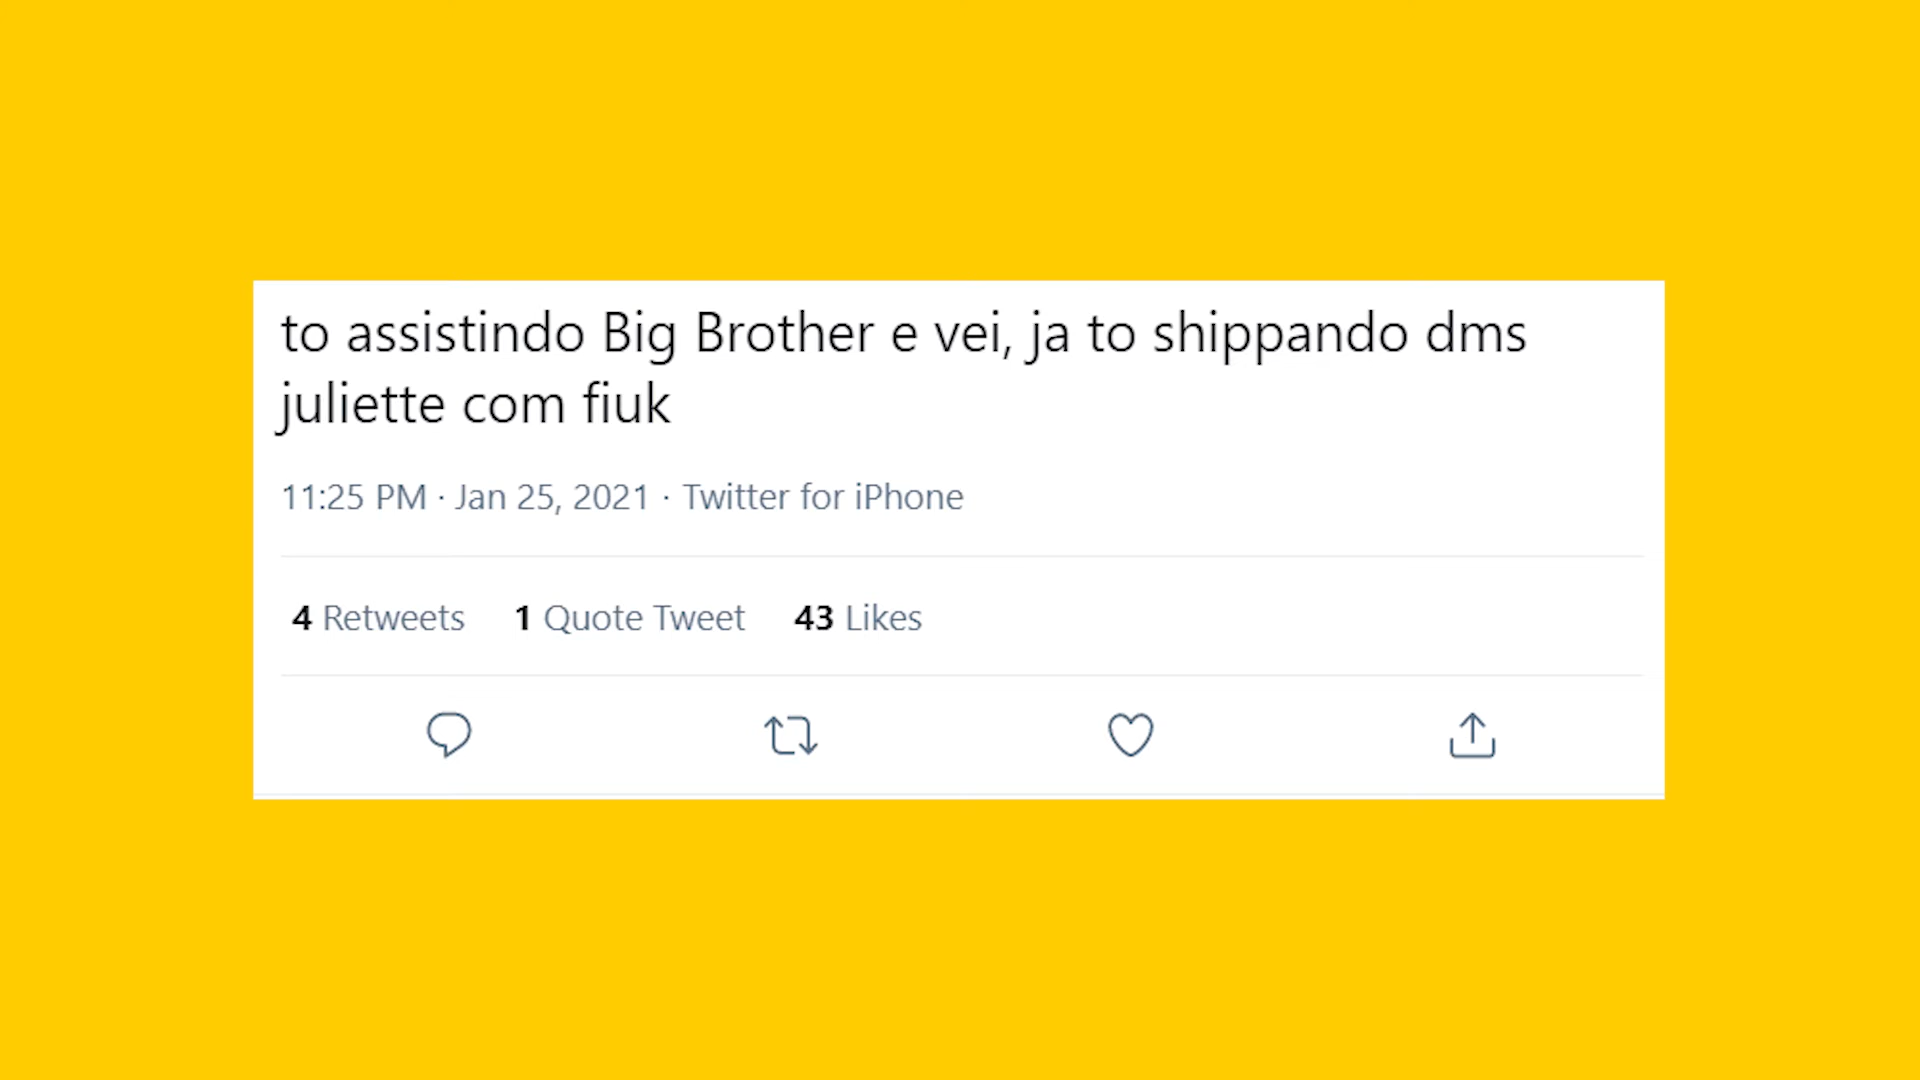 to assistindo Big Brother e vei, ja to shippando dms
juliette com fiuk
11:25 PM · Jan 25, 2021 · Twitter for iPhone
4 Retweets 1 Quote Tweet 43 Likes